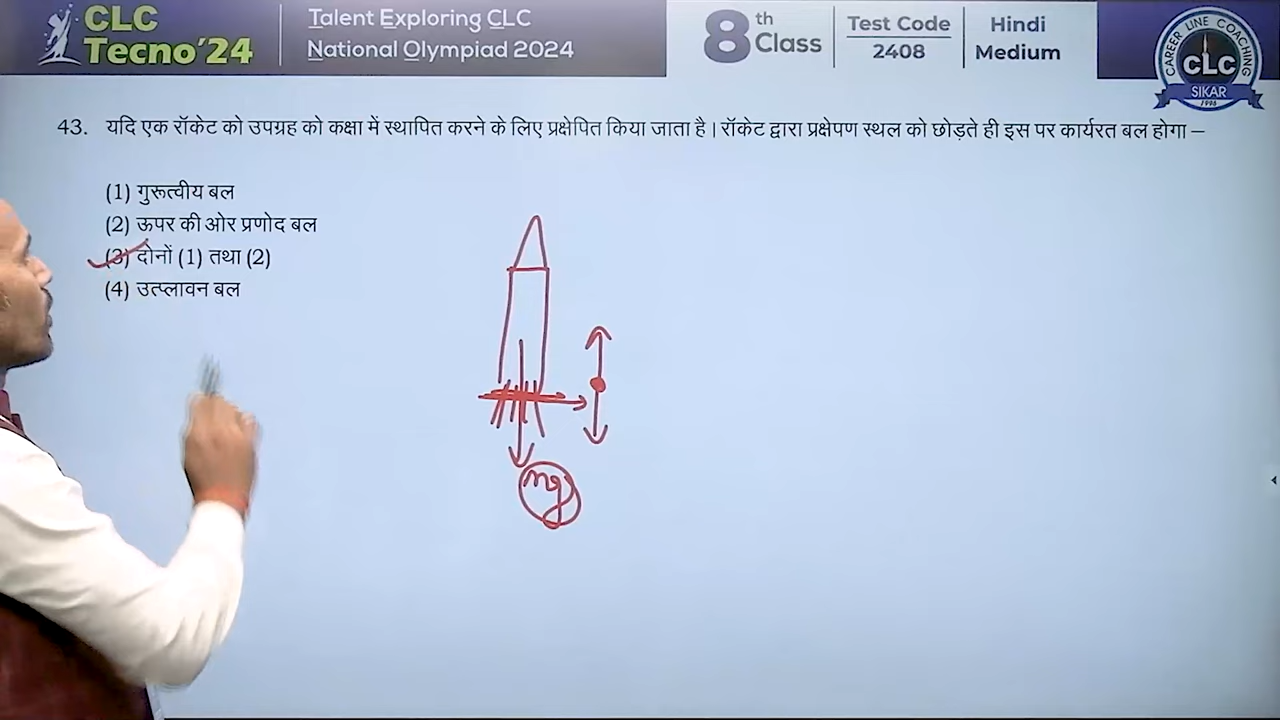 CLC
Tecno'24
Talent Exploring CLC
National Olympiad 2024
8th Class
Test Code
2408
Hindi
Medium
CAREER LINE COACHING
CLC
SIKAR
1996
43. यदि एक रॉकेट को उपग्रह को कक्षा में स्थापित करने के लिए प्रक्षेपित किया जाता है। रॉकेट द्वारा प्रक्षेपण स्थल को छोड़ते ही इस पर कार्यरत बल होगा –
(1) गुरूत्वीय बल
(2) ऊपर की ओर प्रणोद बल
(3) दोनों (1) तथा (2)
(4) उत्प्लावन बल
mg